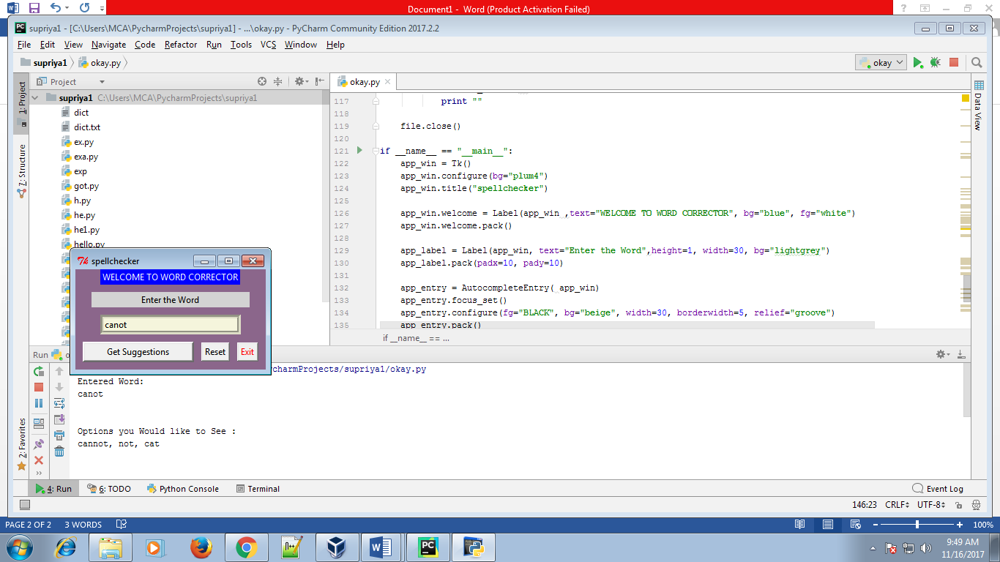 Document1 - Word (Product Activation Failed)
supriya1 - [C:\Users\MCA\PycharmProjects\supriya1] - ...\okay.py - PyCharm Community Edition 2017.2.2
File Edit View Navigate Code Refactor Run Tools VCS Window Help
supriya1 okay.py okay
Project
okay.py
1: Project
7: Structure
2: Favorites
Data View
supriya1 C:\Users\MCA\PycharmProjects\supriya1
dict
dict.txt
ex.py
exa.py
exp
got.py
h.py
he.py
he1.py
hello.py
117 print ""
118
119 file.close()
120
121 if __name__ == "__main__":
122 app_win = Tk()
123 app_win.configure(bg="plum4")
124 app_win.title("spellchecker")
125
126 app_win.welcome = Label(app_win ,text="WELCOME TO WORD CORRECTOR", bg="blue", fg="white")
127 app_win.welcome.pack()
128
129 app_label = Label(app_win, text="Enter the Word",height=1, width=30, bg="lightgrey")
130 app_label.pack(padx=10, pady=10)
131
132 app_entry = AutocompleteEntry( app_win)
133 app_entry.focus_set()
134 app_entry.configure(fg="BLACK", bg="beige", width=30, borderwidth=5, relief="groove")
135 app_entry.pack()
if __name__ == ...
spellchecker
WELCOME TO WORD CORRECTOR
Enter the Word
canot
Get Suggestions Reset Exit
Run o
charmProjects/supriya1/okay.py
Entered Word:
canot
Options you Would like to See :
cannot, not, cat
4: Run 6: TODO Python Console Terminal Event Log
146:23 CRLF UTF-8
PAGE 2 OF 2 3 WORDS 100%
9:49 AM
11/16/2017